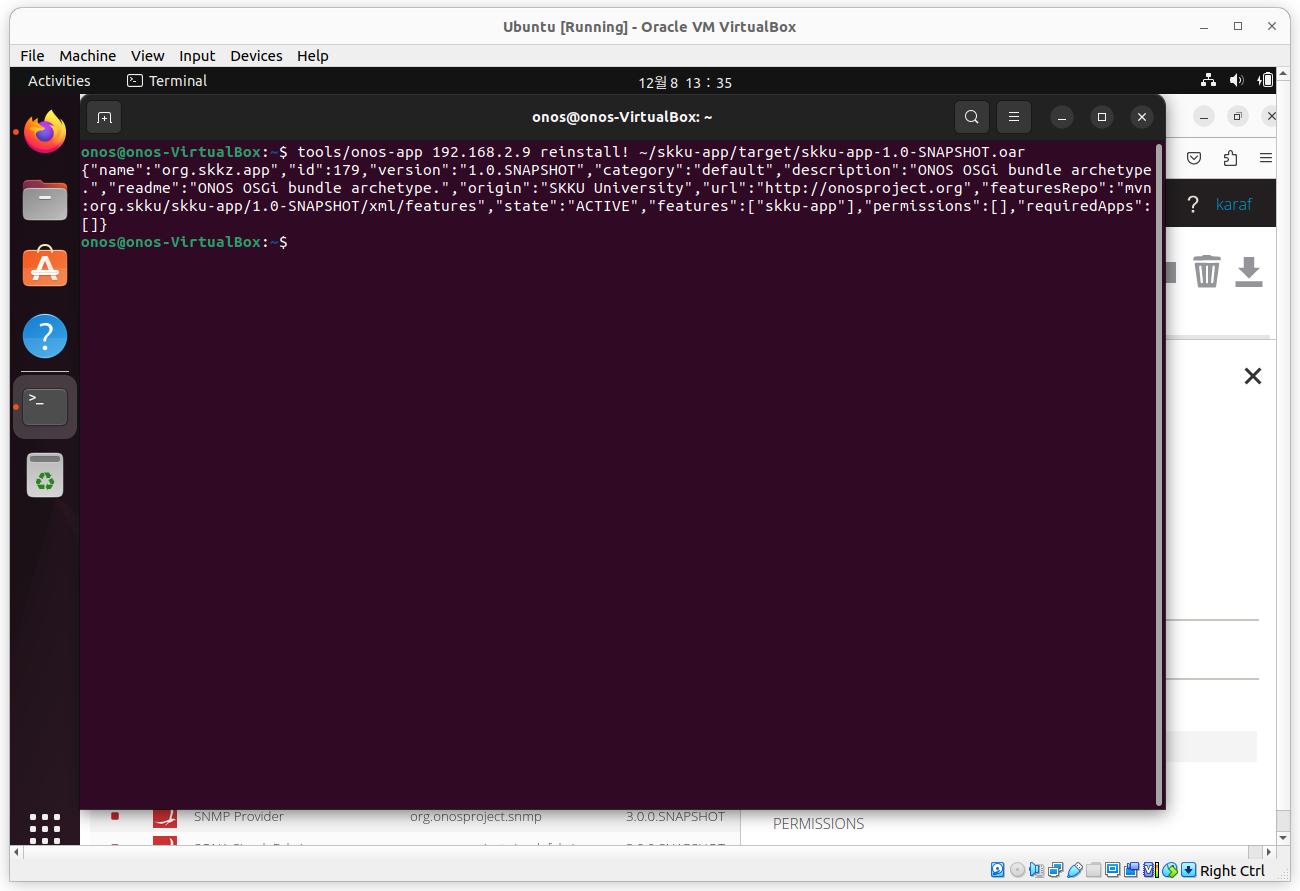 Ubuntu [Running] - Oracle VM VirtualBox
File Machine View Input Devices Help
Activities Terminal 12월 8 13 : 35
onos@onos-VirtualBox: ~
onos@onos-VirtualBox:~$ tools/onos-app 192.168.2.9 reinstall! ~/skku-app/target/skku-app-1.0-SNAPSHOT.oar
{"name":"org.skkz.app","id":179,"version":"1.0.SNAPSHOT","category":"default","description":"ONOS OSGi bundle archetype
.","readme":"ONOS OSGi bundle archetype.","origin":"SKKU University","url":"http://onosproject.org","featuresRepo":"mvn
:org.skku/skku-app/1.0-SNAPSHOT/xml/features","state":"ACTIVE","features":["skku-app"],"permissions":[],"requiredApps":
[]}
onos@onos-VirtualBox:~$
? karaf
SNMP Provider org.onosproject.snmp 3.0.0.SNAPSHOT
PERMISSIONS
Right Ctrl